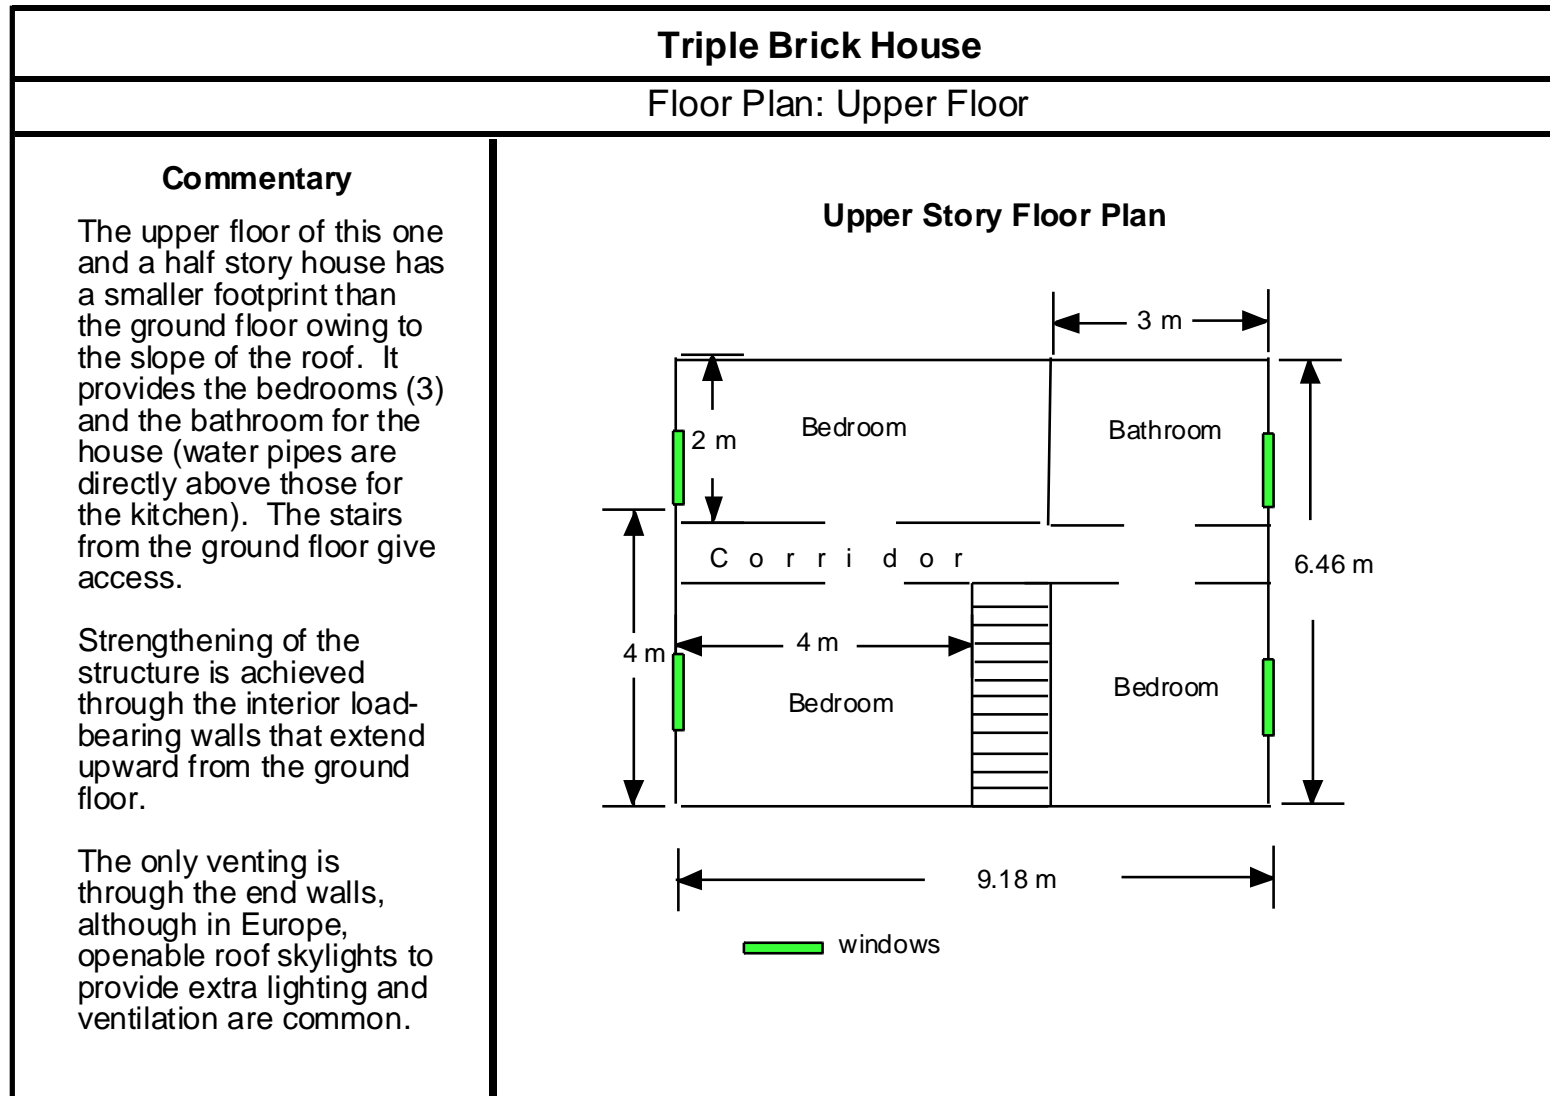 Triple Brick House
Floor Plan: Upper Floor
Commentary
The upper floor of this one
and a half story house has
a smaller footprint than
the ground floor owing to
the slope of the roof.  It
provides the bedrooms (3)
and the bathroom for the
house (water pipes are
directly above those for
the kitchen).  The stairs
from the ground floor give
access.
Strengthening of the
structure is achieved
through the interior load-
bearing walls that extend
upward from the ground
floor.
The only venting is
through the end walls,
although in Europe,
openable roof skylights to
provide extra lighting and
ventilation are common.
Upper Story Floor Plan
3 m
Bedroom
Bathroom
2 m
C o r r i d o r
6.46 m
4 m
4 m
Bedroom
Bedroom
9.18 m
windows